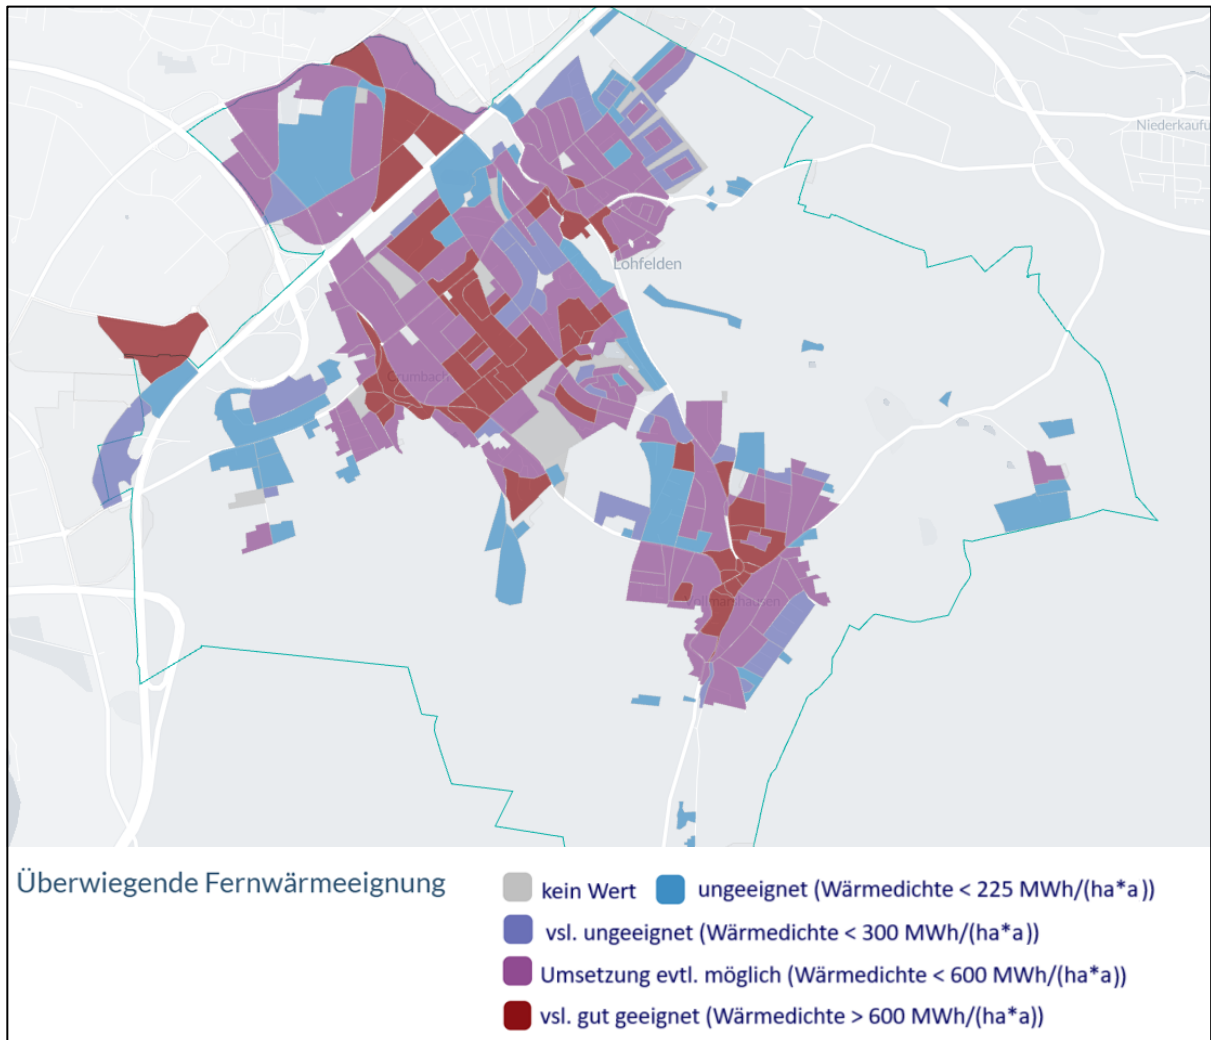 Niederkaufu
Lohfelden
Crumbach
Vollmarshausen
Überwiegende Fernwärmeeignung
kein Wert
ungeeignet (Wärmedichte < 225 MWh/(ha*a))
vsl. ungeeignet (Wärmedichte < 300 MWh/(ha*a))
Umsetzung evtl. möglich (Wärmedichte < 600 MWh/(ha*a))
vsl. gut geeignet (Wärmedichte > 600 MWh/(ha*a))